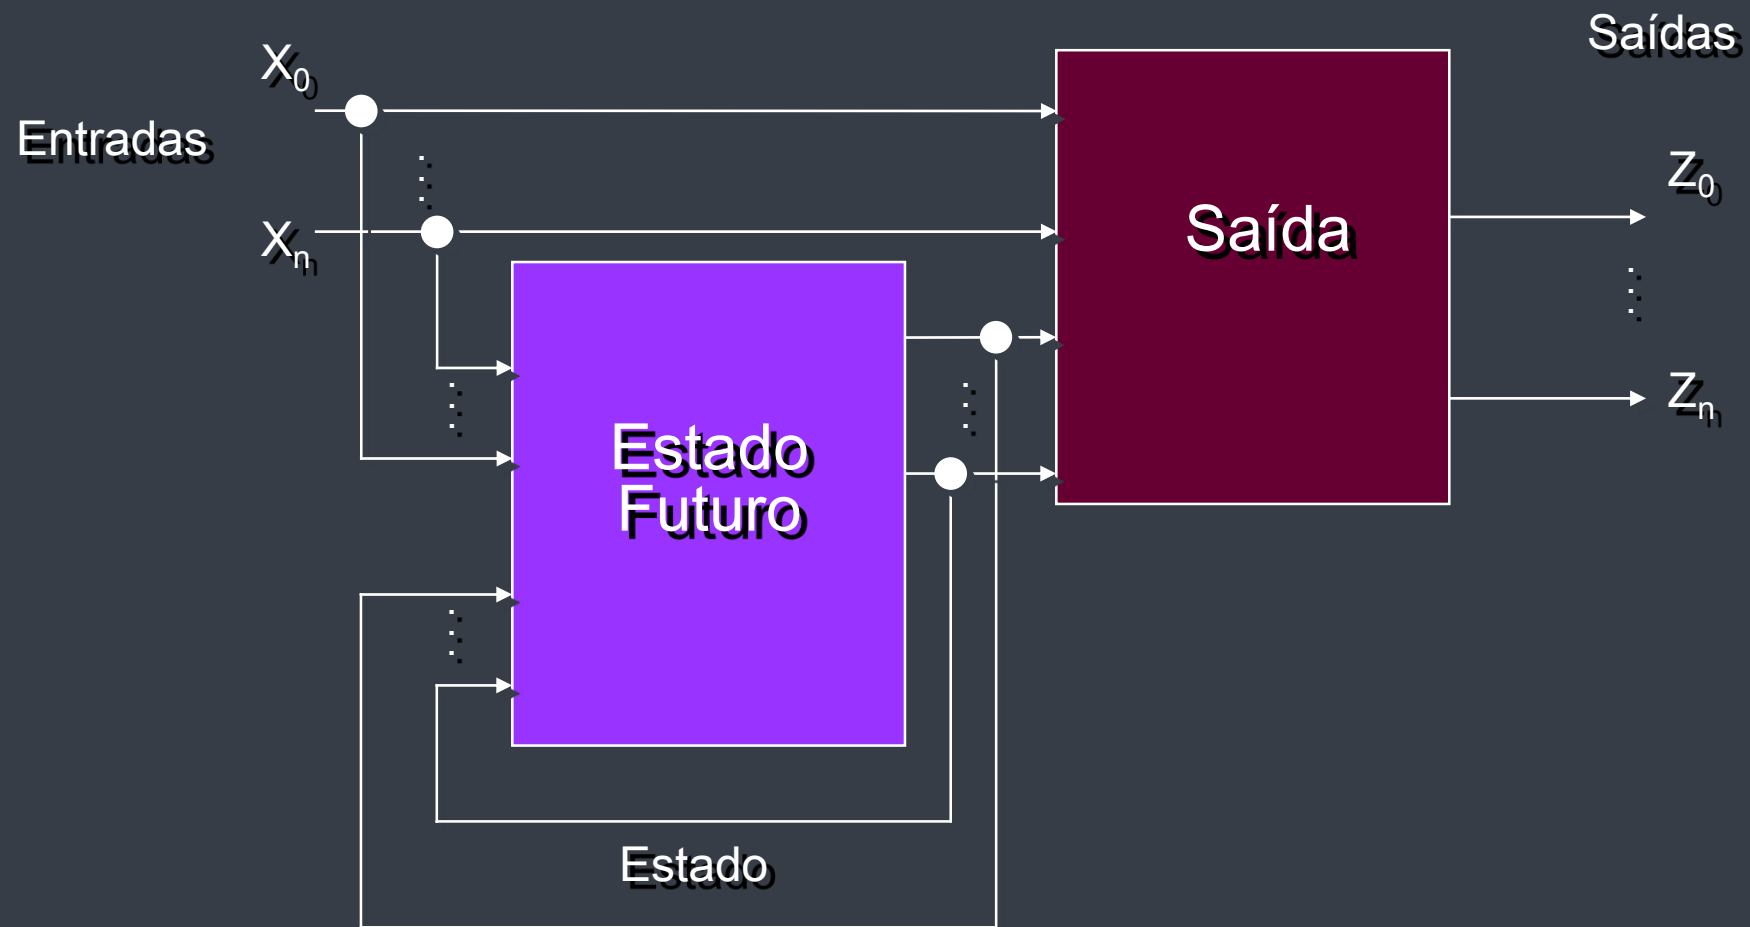 Saídas
X0
Entradas
Z0
Xn
Saída
Zn
Estado
Futuro
Estado